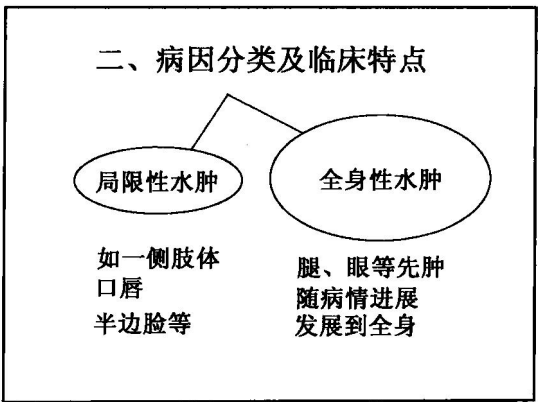 二、病因分类及临床特点
局限性水肿
全身性水肿
如一侧肢体
口唇
半边脸等
腿、眼等先肿
随病情进展
发展到全身